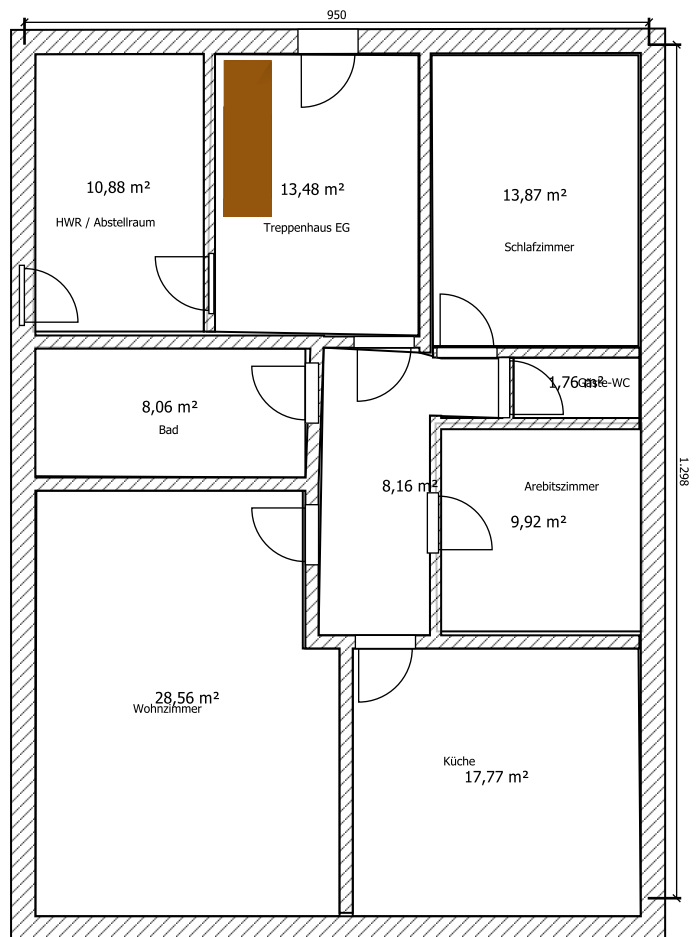 950
10,88 m²
HWR / Abstellraum
13,48 m²
Treppenhaus EG
13,87 m²
Schlafzimmer
1,76 m²
Gäste-WC
8,06 m²
Bad
8,16 m²
Arebitszimmer
9,92 m²
1.298
28,56 m²
Wohnzimmer
Küche
17,77 m²